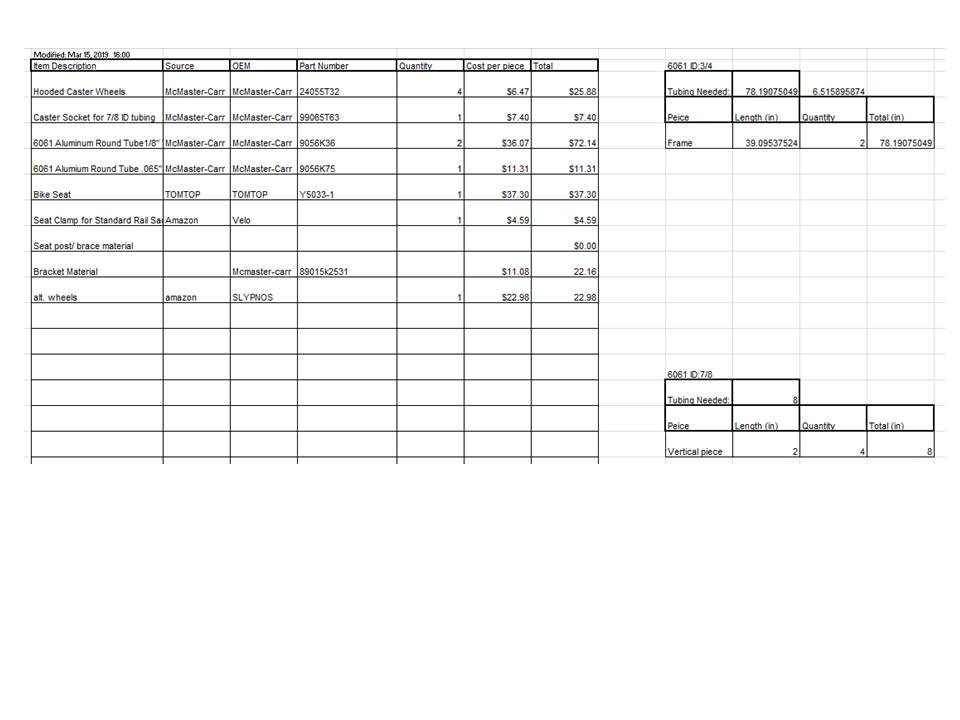 Modified: Mar 15, 2019 16:00
Item Description Source OEM Part Number Quantity Cost per piece Total 6061 ID:3/4
Hooded Caster Wheels McMaster-Carr McMaster-Carr 24055T32 4 $6.47 $25.88 Tubing Needed: 78.19075049 6.515895874
Caster Socket for 7/8 ID tubing McMaster-Carr McMaster-Carr 99065T63 1 $7.40 $7.40 Peice Length (in) Quantity Total (in)
6061 Aluminum Round Tube1/8" McMaster-Carr McMaster-Carr 9056K36 2 $36.07 $72.14 Frame 39.09537524 2 78.19075049
6061 Alumium Round Tube .065" McMaster-Carr McMaster-Carr 9056K75 1 $11.31 $11.31
Bike Seat TOMTOP TOMTOP Y5033-1 1 $37.30 $37.30
Seat Clamp for Standard Rail Sa Amazon Velo 1 $4.59 $4.59
Seat post/ brace material $0.00
Bracket Material Mcmaster-carr 89015k2531 $11.08 22.16
alt. wheels amazon SLYPNOS 1 $22.98 22.98
6061 ID:7/8
Tubing Needed: 8
Peice Length (in) Quantity Total (in)
Vertical piece 2 4 8